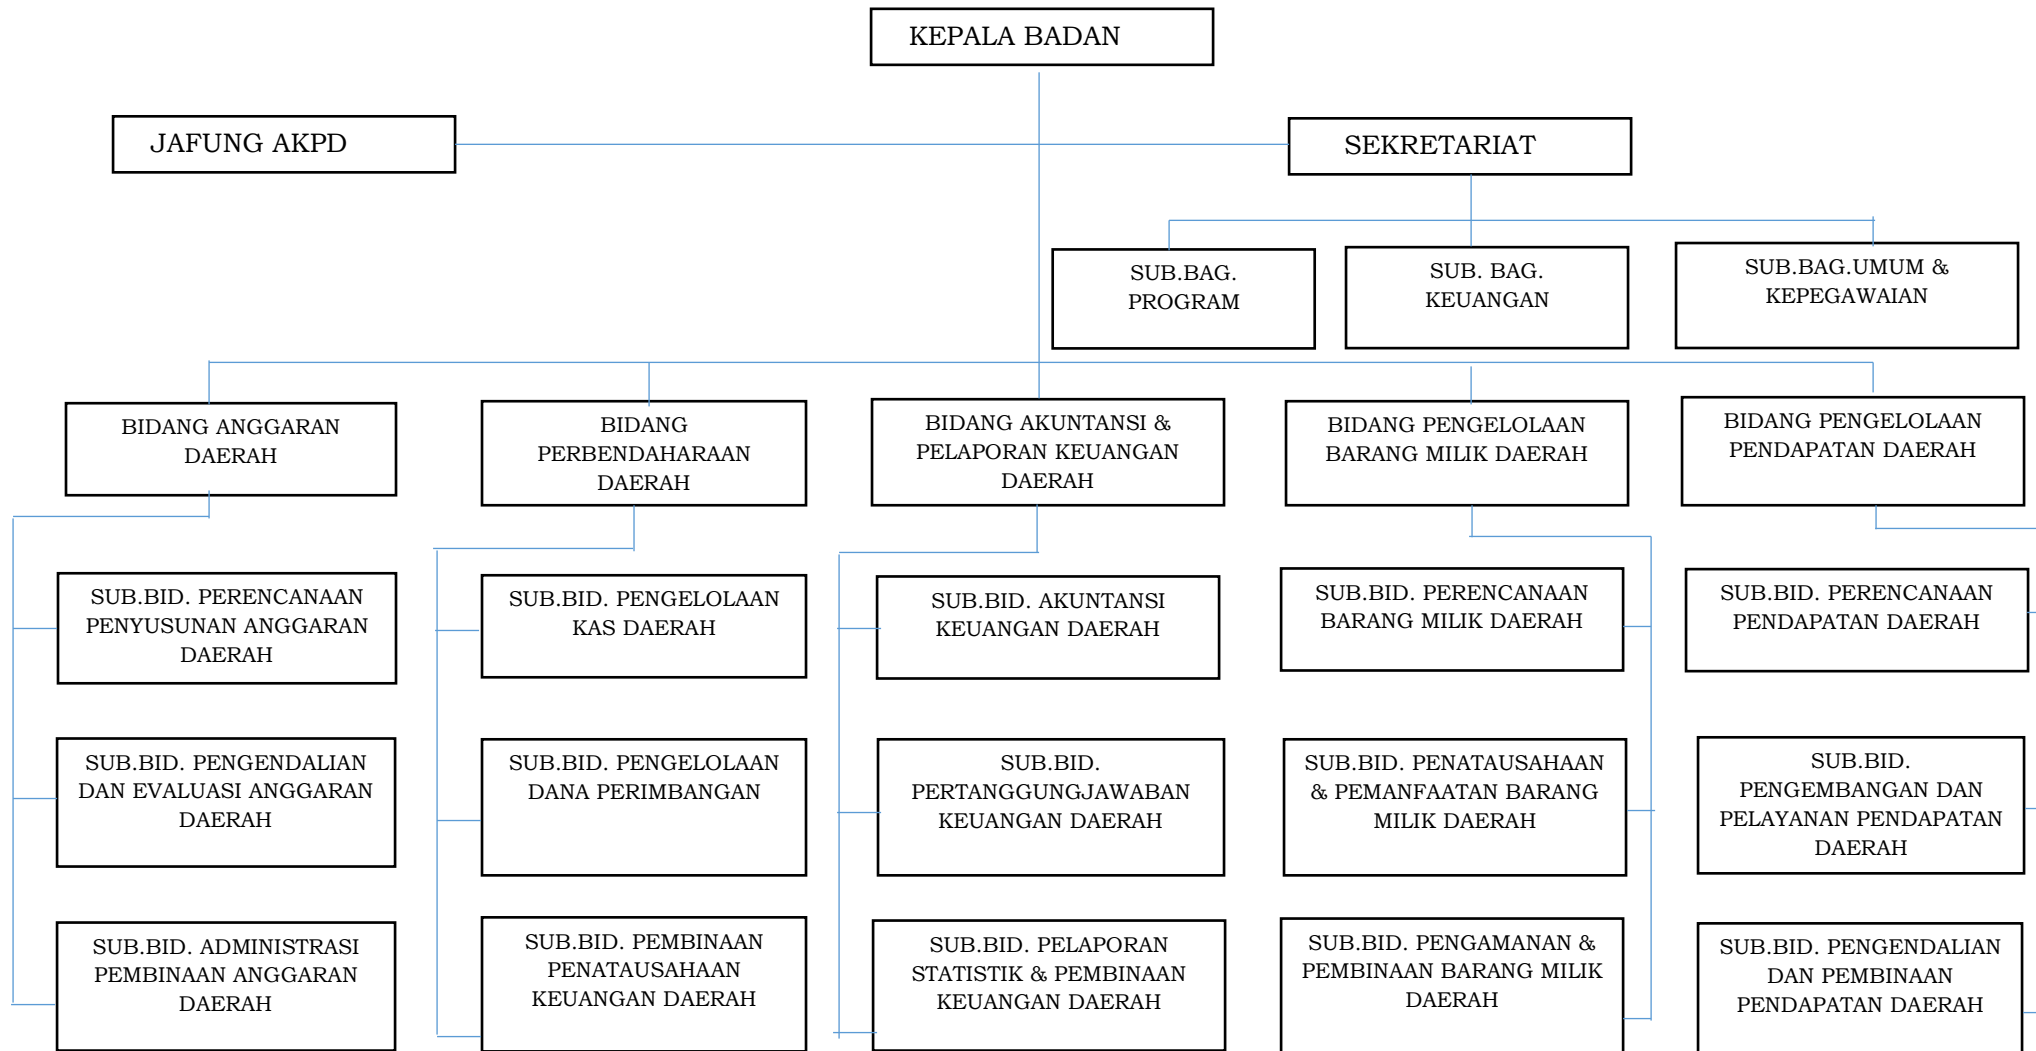 KEPALA BADAN
JAFUNG AKPD
SEKRETARIAT
SUB.BAG.
PROGRAM
SUB. BAG.
KEUANGAN
SUB.BAG.UMUM &
KEPEGAWAIAN
BIDANG ANGGARAN
DAERAH
BIDANG
PERBENDAHARAAN
DAERAH
BIDANG AKUNTANSI &
PELAPORAN KEUANGAN
DAERAH
BIDANG PENGELOLAAN
BARANG MILIK DAERAH
BIDANG PENGELOLAAN
PENDAPATAN DAERAH
SUB.BID. PERENCANAAN
PENYUSUNAN ANGGARAN
DAERAH
SUB.BID. PENGELOLAAN
KAS DAERAH
SUB.BID. AKUNTANSI
KEUANGAN DAERAH
SUB.BID. PERENCANAAN
BARANG MILIK DAERAH
SUB.BID. PERENCANAAN
PENDAPATAN DAERAH
SUB.BID. PENGENDALIAN
DAN EVALUASI ANGGARAN
DAERAH
SUB.BID. PENGELOLAAN
DANA PERIMBANGAN
SUB.BID.
PERTANGGUNGJAWABAN
KEUANGAN DAERAH
SUB.BID. PENATAUSAHAAN
& PEMANFAATAN BARANG
MILIK DAERAH
SUB.BID.
PENGEMBANGAN DAN
PELAYANAN PENDAPATAN
DAERAH
SUB.BID. ADMINISTRASI
PEMBINAAN ANGGARAN
DAERAH
SUB.BID. PEMBINAAN
PENATAUSAHAAN
KEUANGAN DAERAH
SUB.BID. PELAPORAN
STATISTIK & PEMBINAAN
KEUANGAN DAERAH
SUB.BID. PENGAMANAN &
PEMBINAAN BARANG MILIK
DAERAH
SUB.BID. PENGENDALIAN
DAN PEMBINAAN
PENDAPATAN DAERAH